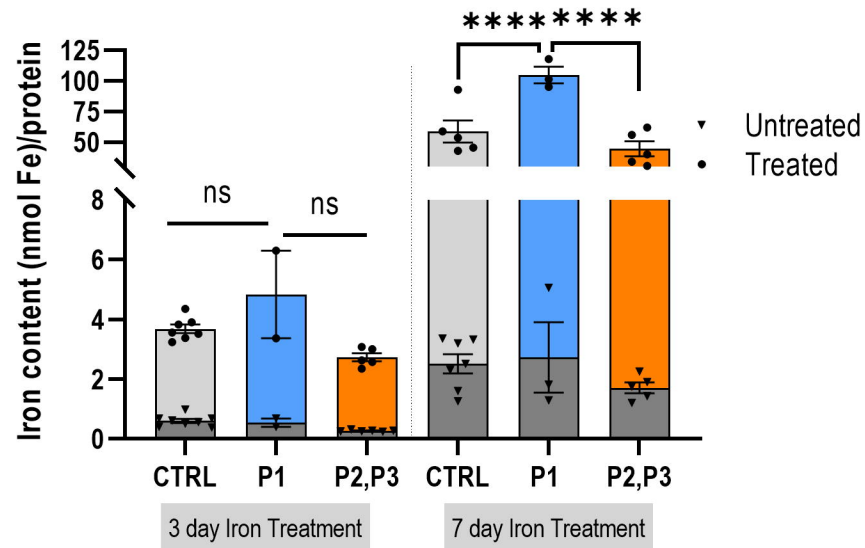 **** ****
125
100
75
50
8
6
4
2
0
Iron content (nmol Fe)/protein
ns
ns
Untreated
Treated
CTRL P1 P2,P3 CTRL P1 P2,P3
3 day Iron Treatment
7 day Iron Treatment